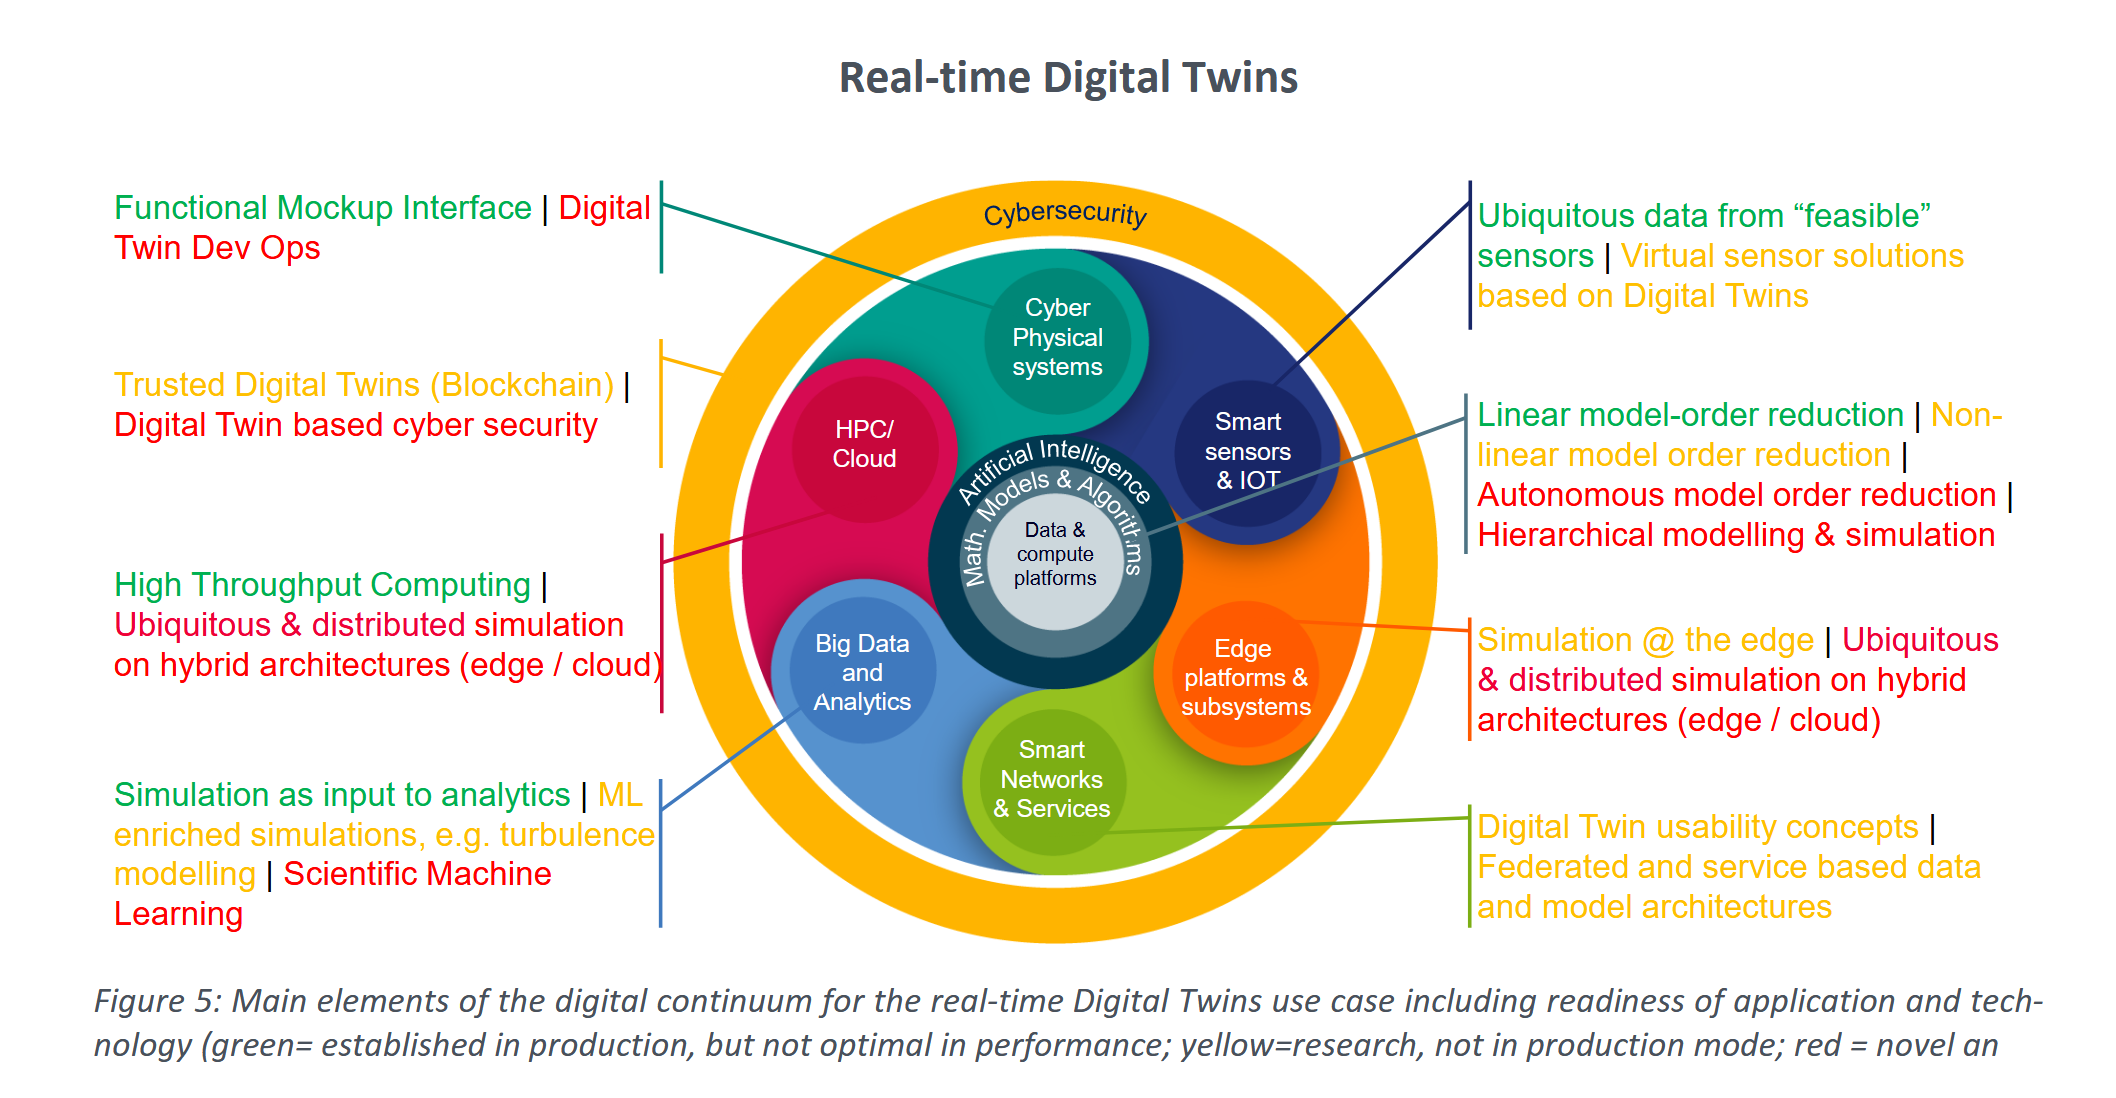 Real-time Digital Twins
Functional Mockup Interface | Digital
Twin Dev Ops
Trusted Digital Twins (Blockchain) |
Digital Twin based cyber security
High Throughput Computing |
Ubiquitous & distributed simulation
on hybrid architectures (edge / cloud)
Simulation as input to analytics | ML
enriched simulations, e.g. turbulence
modelling | Scientific Machine
Learning
Cybersecurity
Cyber
Physical
systems
HPC/
Cloud
Smart
sensors
& IOT
Artificial Intelligence
Math. Models & Algorithms
Data &
compute
platforms
Big Data
and
Analytics
Edge
platforms &
subsystems
Smart
Networks
& Services
Ubiquitous data from “feasible”
sensors | Virtual sensor solutions
based on Digital Twins
Linear model-order reduction | Non-
linear model order reduction |
Autonomous model order reduction |
Hierarchical modelling & simulation
Simulation @ the edge | Ubiquitous
& distributed simulation on hybrid
architectures (edge / cloud)
Digital Twin usability concepts |
Federated and service based data
and model architectures
Figure 5: Main elements of the digital continuum for the real-time Digital Twins use case including readiness of application and tech-
nology (green= established in production, but not optimal in performance; yellow=research, not in production mode; red = novel an